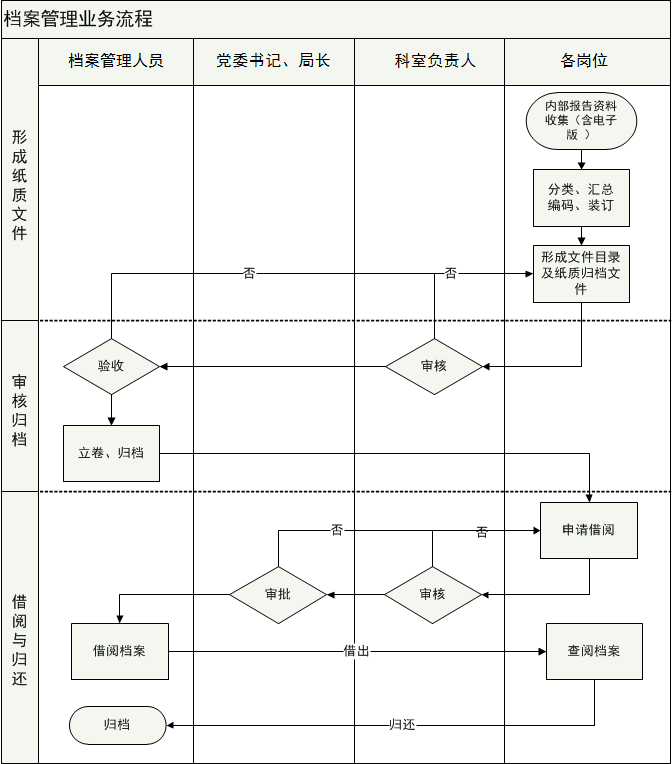 档案管理业务流程
档案管理人员
党委书记、局长
科室负责人
各岗位
形成纸质文件
内部报告资料
收集（含电子
版 ）
分类、汇总
编码、装订
形成文件目录
及纸质归档文
件
否
否
审核归档
验收
审核
立卷、归档
借阅与归还
申请借阅
否
否
审批
审核
借阅档案
借出
查阅档案
归档
归还